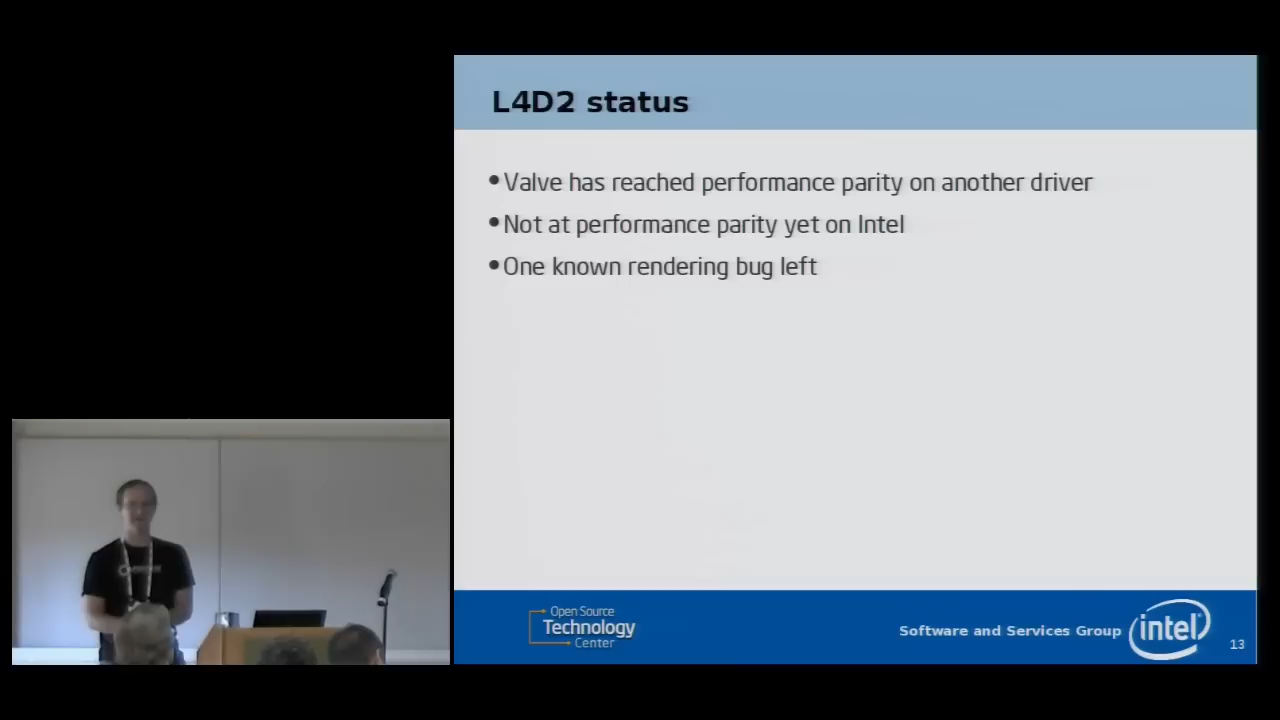 L4D2 status
•Valve has reached performance parity on another driver
•Not at performance parity yet on Intel
•One known rendering bug left
Open Source
Technology
Center
Software and Services Group
intel
13